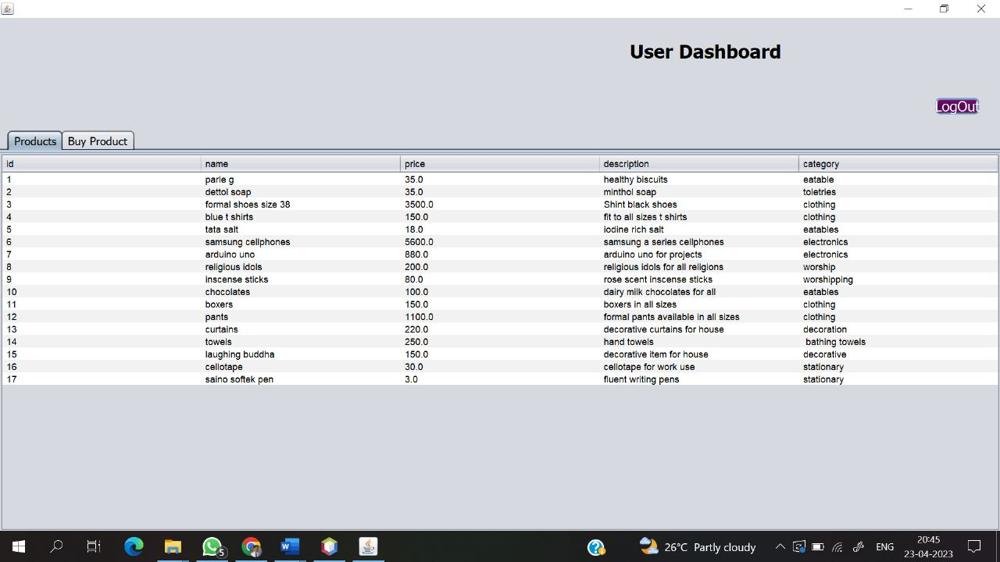 User Dashboard
LogOut
Products Buy Product
id name price description category
1 parle g 35.0 healthy biscuits eatable
2 dettol soap 35.0 minthol soap toletries
3 formal shoes size 38 3500.0 Shint black shoes clothing
4 blue t shirts 150.0 fit to all sizes t shirts clothing
5 tata salt 18.0 iodine rich salt eatables
6 samsung cellphones 5600.0 samsung a series cellphones electronics
7 arduino uno 880.0 arduino uno for projects electronics
8 religious idols 200.0 religious idols for all religions worship
9 inscense sticks 80.0 rose scent inscense sticks worshipping
10 chocolates 100.0 dairy milk chocolates for all eatables
11 boxers 150.0 boxers in all sizes clothing
12 pants 1100.0 formal pants available in all sizes clothing
13 curtains 220.0 decorative curtains for house decoration
14 towels 250.0 hand towels bathing towels
15 laughing buddha 150.0 decorative item for house decorative
16 cellotape 30.0 cellotape for work use stationary
17 saino softek pen 3.0 fluent writing pens stationary
5 W 26°C Partly cloudy ENG 20:45
23-04-2023